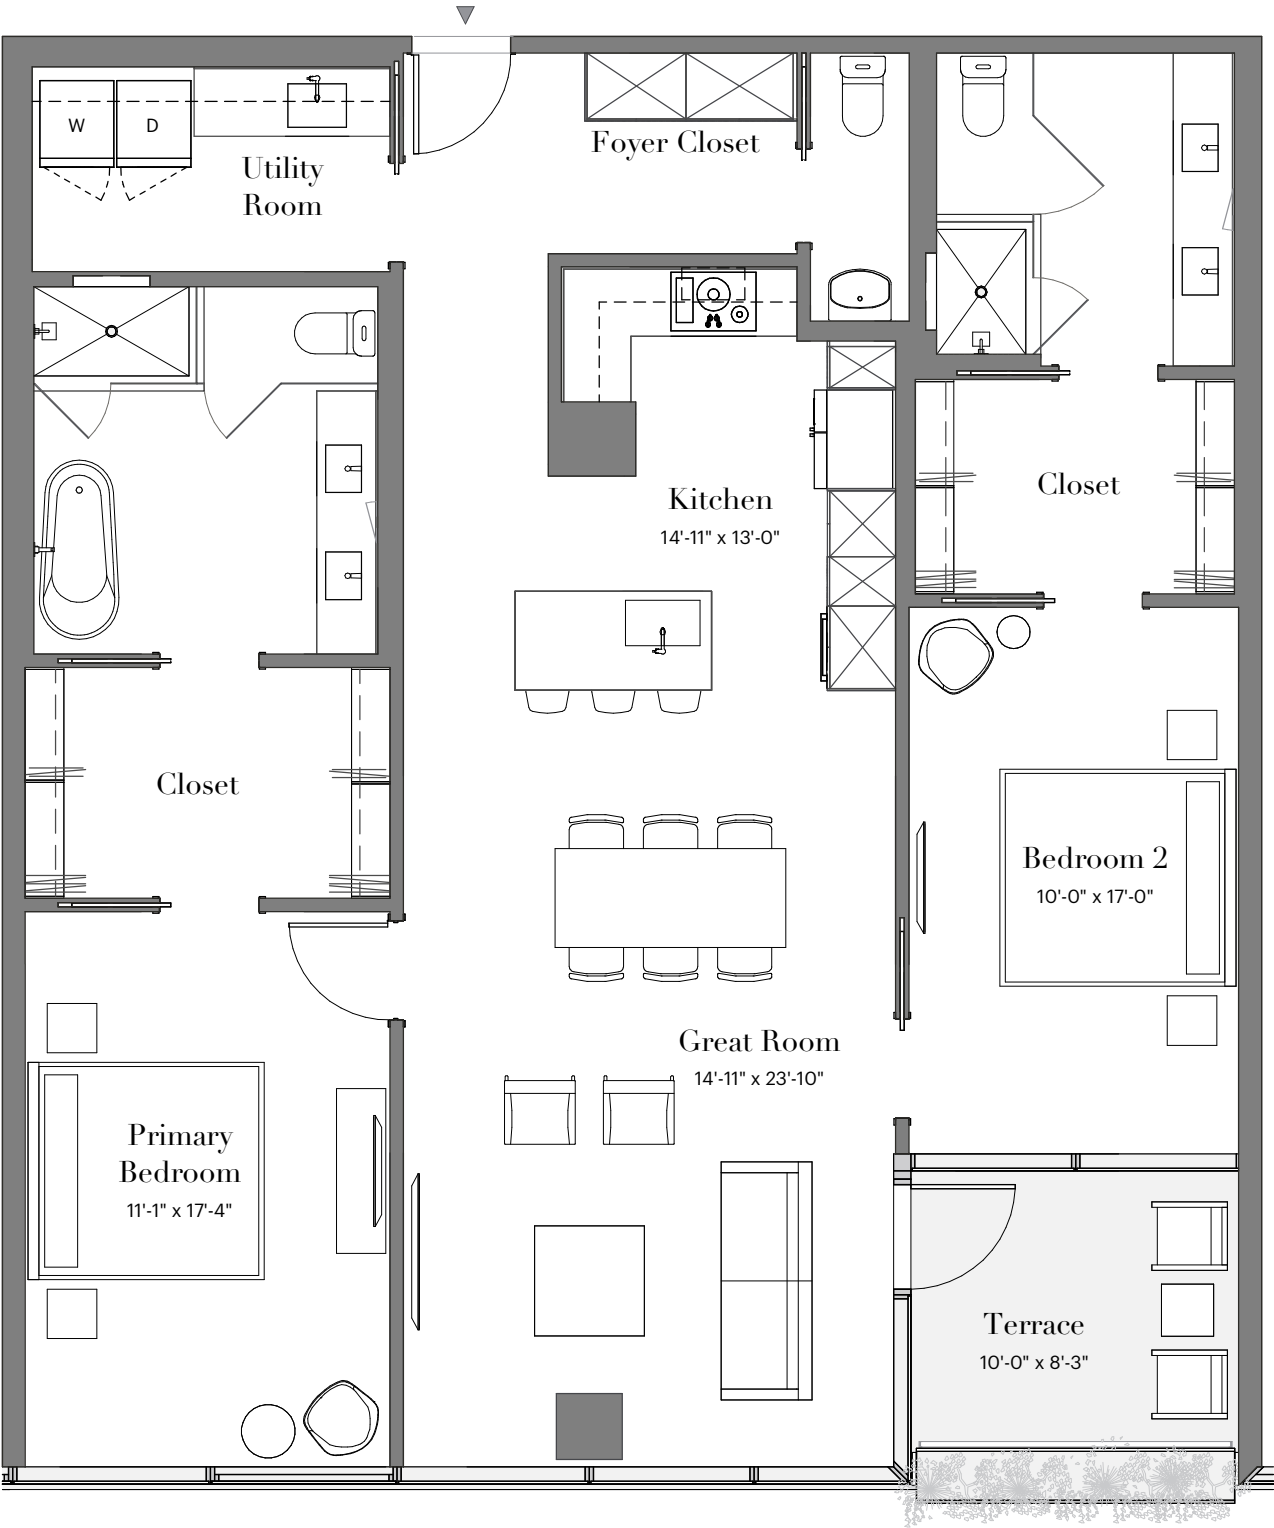 W
D
Utility
Room
Foyer Closet
Kitchen
14'-11" x 13'-0"
Closet
Closet
Bedroom 2
10'-0" x 17'-0"
Great Room
14'-11" x 23'-10"
Primary
Bedroom
11'-1" x 17'-4"
Terrace
10'-0" x 8'-3"